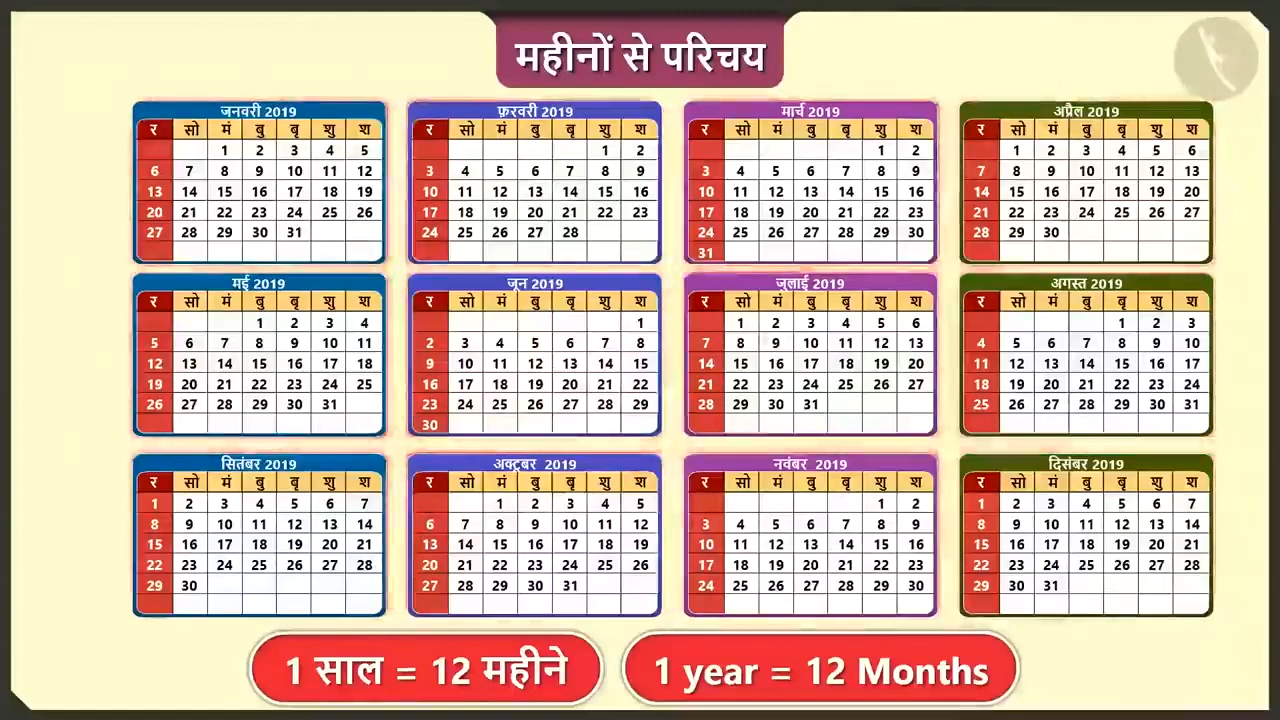 महीनों से परिचय
जनवरी 2019
र सो मं बु बृ शु श
1 2 3 4 5
6 7 8 9 10 11 12
13 14 15 16 17 18 19
20 21 22 23 24 25 26
27 28 29 30 31
फ़रवरी 2019
र सो मं बु बृ शु श
1 2
3 4 5 6 7 8 9
10 11 12 13 14 15 16
17 18 19 20 21 22 23
24 25 26 27 28
मार्च 2019
र सो मं बु बृ शु श
1 2
3 4 5 6 7 8 9
10 11 12 13 14 15 16
17 18 19 20 21 22 23
24 25 26 27 28 29 30
31
अप्रैल 2019
र सो मं बु बृ शु श
1 2 3 4 5 6
7 8 9 10 11 12 13
14 15 16 17 18 19 20
21 22 23 24 25 26 27
28 29 30
मई 2019
र सो मं बु बृ शु श
1 2 3 4
5 6 7 8 9 10 11
12 13 14 15 16 17 18
19 20 21 22 23 24 25
26 27 28 29 30 31
जून 2019
र सो मं बु बृ शु श
1
2 3 4 5 6 7 8
9 10 11 12 13 14 15
16 17 18 19 20 21 22
23 24 25 26 27 28 29
30
जुलाई 2019
र सो मं बु बृ शु श
1 2 3 4 5 6
7 8 9 10 11 12 13
14 15 16 17 18 19 20
21 22 23 24 25 26 27
28 29 30 31
अगस्त 2019
र सो मं बु बृ शु श
1 2 3
4 5 6 7 8 9 10
11 12 13 14 15 16 17
18 19 20 21 22 23 24
25 26 27 28 29 30 31
सितंबर 2019
र सो मं बु बृ शु श
1 2 3 4 5 6 7
8 9 10 11 12 13 14
15 16 17 18 19 20 21
22 23 24 25 26 27 28
29 30
अक्टूबर 2019
र सो मं बु बृ शु श
1 2 3 4 5
6 7 8 9 10 11 12
13 14 15 16 17 18 19
20 21 22 23 24 25 26
27 28 29 30 31
नवंबर 2019
र सो मं बु बृ शु श
1 2
3 4 5 6 7 8 9
10 11 12 13 14 15 16
17 18 19 20 21 22 23
24 25 26 27 28 29 30
दिसंबर 2019
र सो मं बु बृ शु श
1 2 3 4 5 6 7
8 9 10 11 12 13 14
15 16 17 18 19 20 21
22 23 24 25 26 27 28
29 30 31
1 साल = 12 महीने
1 year = 12 Months